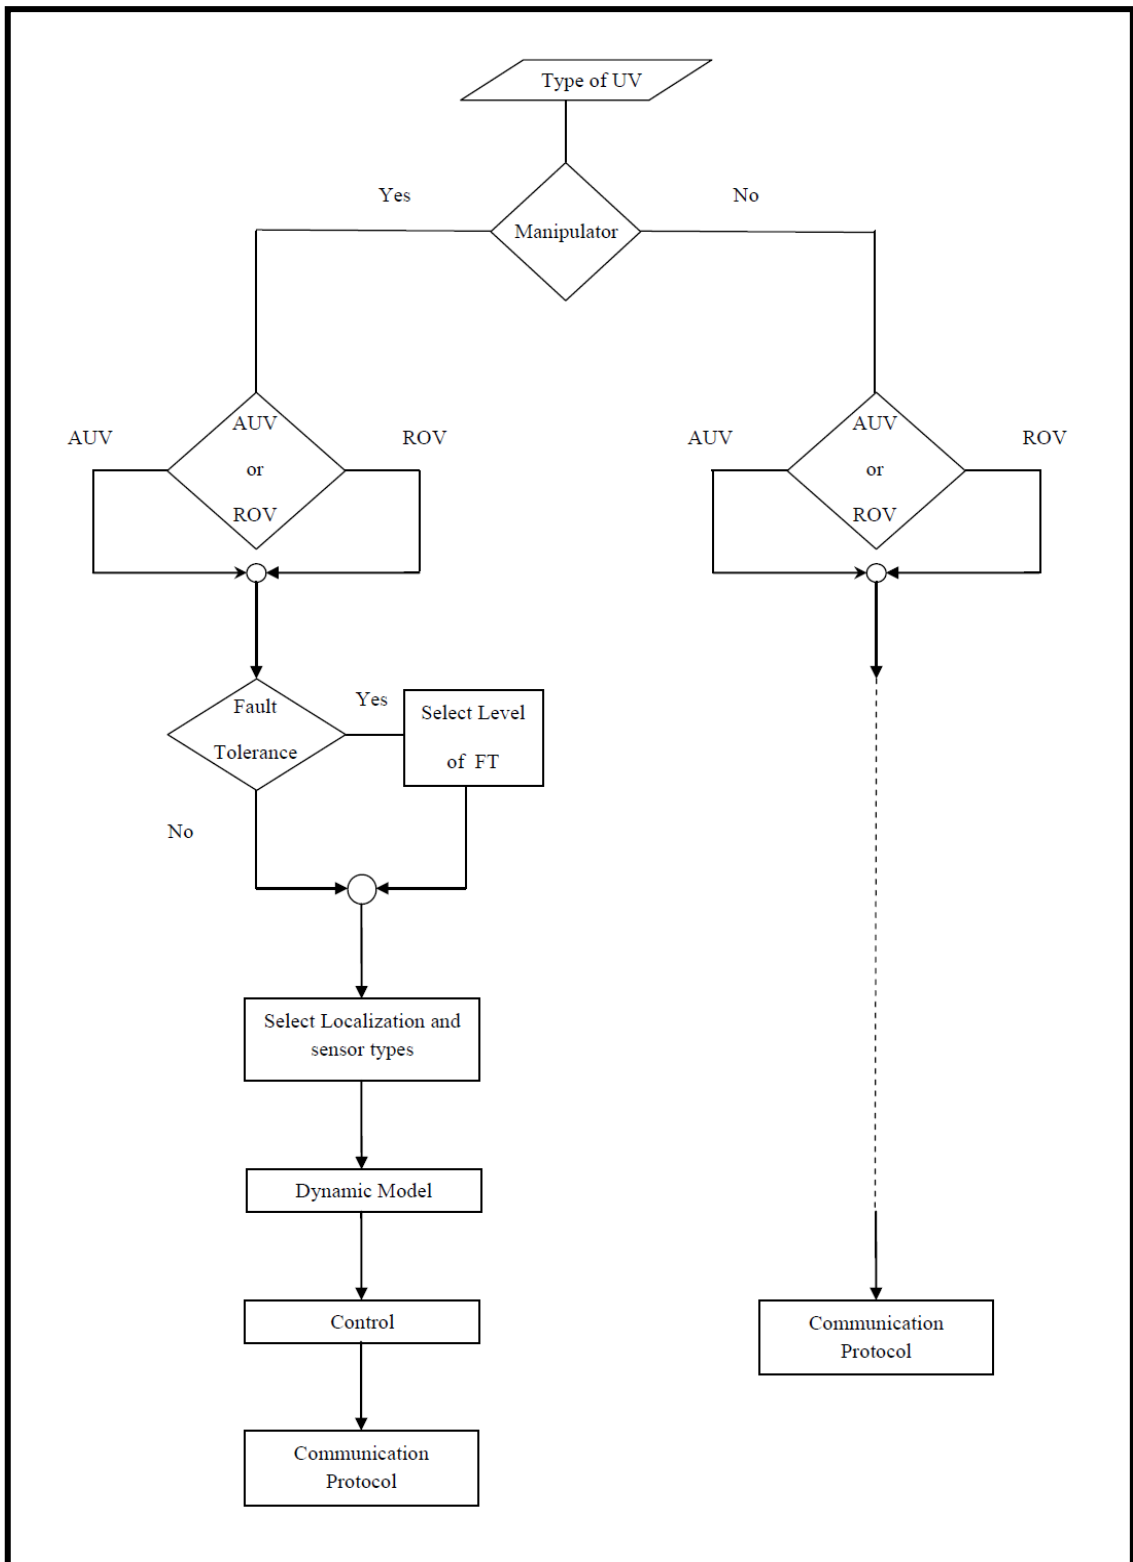 Type of UV
Yes
No
Manipulator
AUV
AUV
ROV
or
ROV
AUV
AUV
ROV
or
ROV
Fault
Tolerance
Yes
Select Level
of FT
No
Select Localization and
sensor types
Dynamic Model
Control
Communication
Protocol
Communication
Protocol